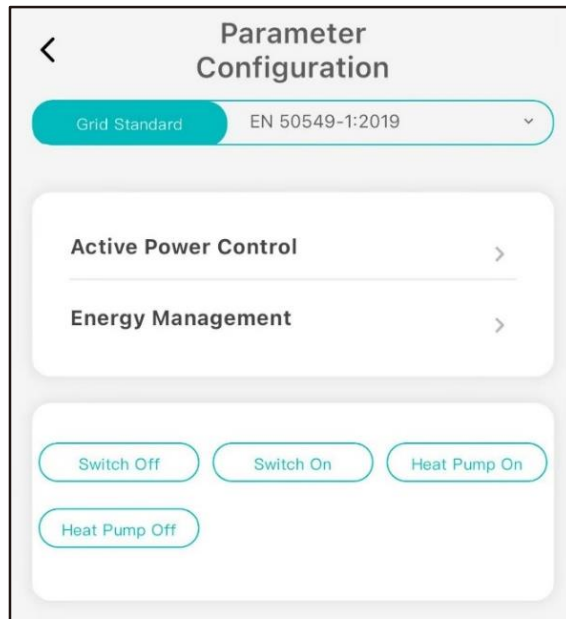 Parameter
Configuration
Grid Standard EN 50549-1:2019
Active Power Control
Energy Management
Switch Off Switch On Heat Pump On
Heat Pump Off